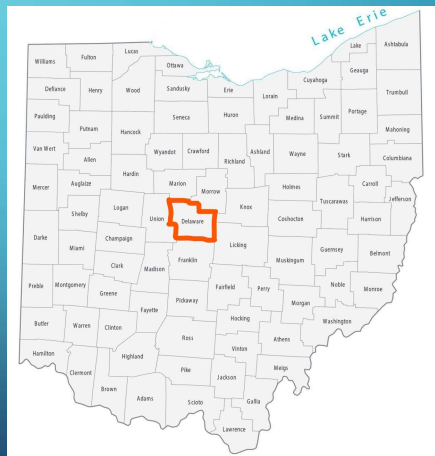 Lake Erie
Williams
Fulton
Lucas
Ottawa
Lake
Ashtabula
Geauga
Cuyahoga
Defiance
Henry
Wood
Sandusky
Erie
Lorain
Trumbull
Paulding
Seneca
Huron
Medina
Summit
Portage
Putnam
Hancock
Mahoning
Van Wert
Wyandot
Crawford
Richland
Ashland
Wayne
Stark
Columbiana
Allen
Hardin
Mercer
Auglaize
Marion
Morrow
Holmes
Carroll
Jefferson
Tuscarawas
Logan
Knox
Shelby
Union
Delaware
Coshocton
Harrison
Darke
Champaign
Licking
Miami
Guernsey
Belmont
Franklin
Muskingum
Clark
Madison
Preble
Montgomery
Fairfield
Perry
Noble
Monroe
Greene
Pickaway
Morgan
Fayette
Washington
Butler
Warren
Clinton
Hocking
Ross
Athens
Vinton
Hamilton
Highland
Clermont
Pike
Meigs
Jackson
Brown
Adams
Scioto
Gallia
Lawrence